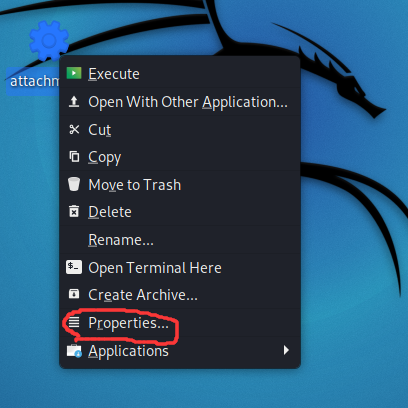 attachm
Execute
Open With Other Application...
Cut
Copy
Move to Trash
Delete
Rename...
Open Terminal Here
Create Archive...
Properties...
Applications